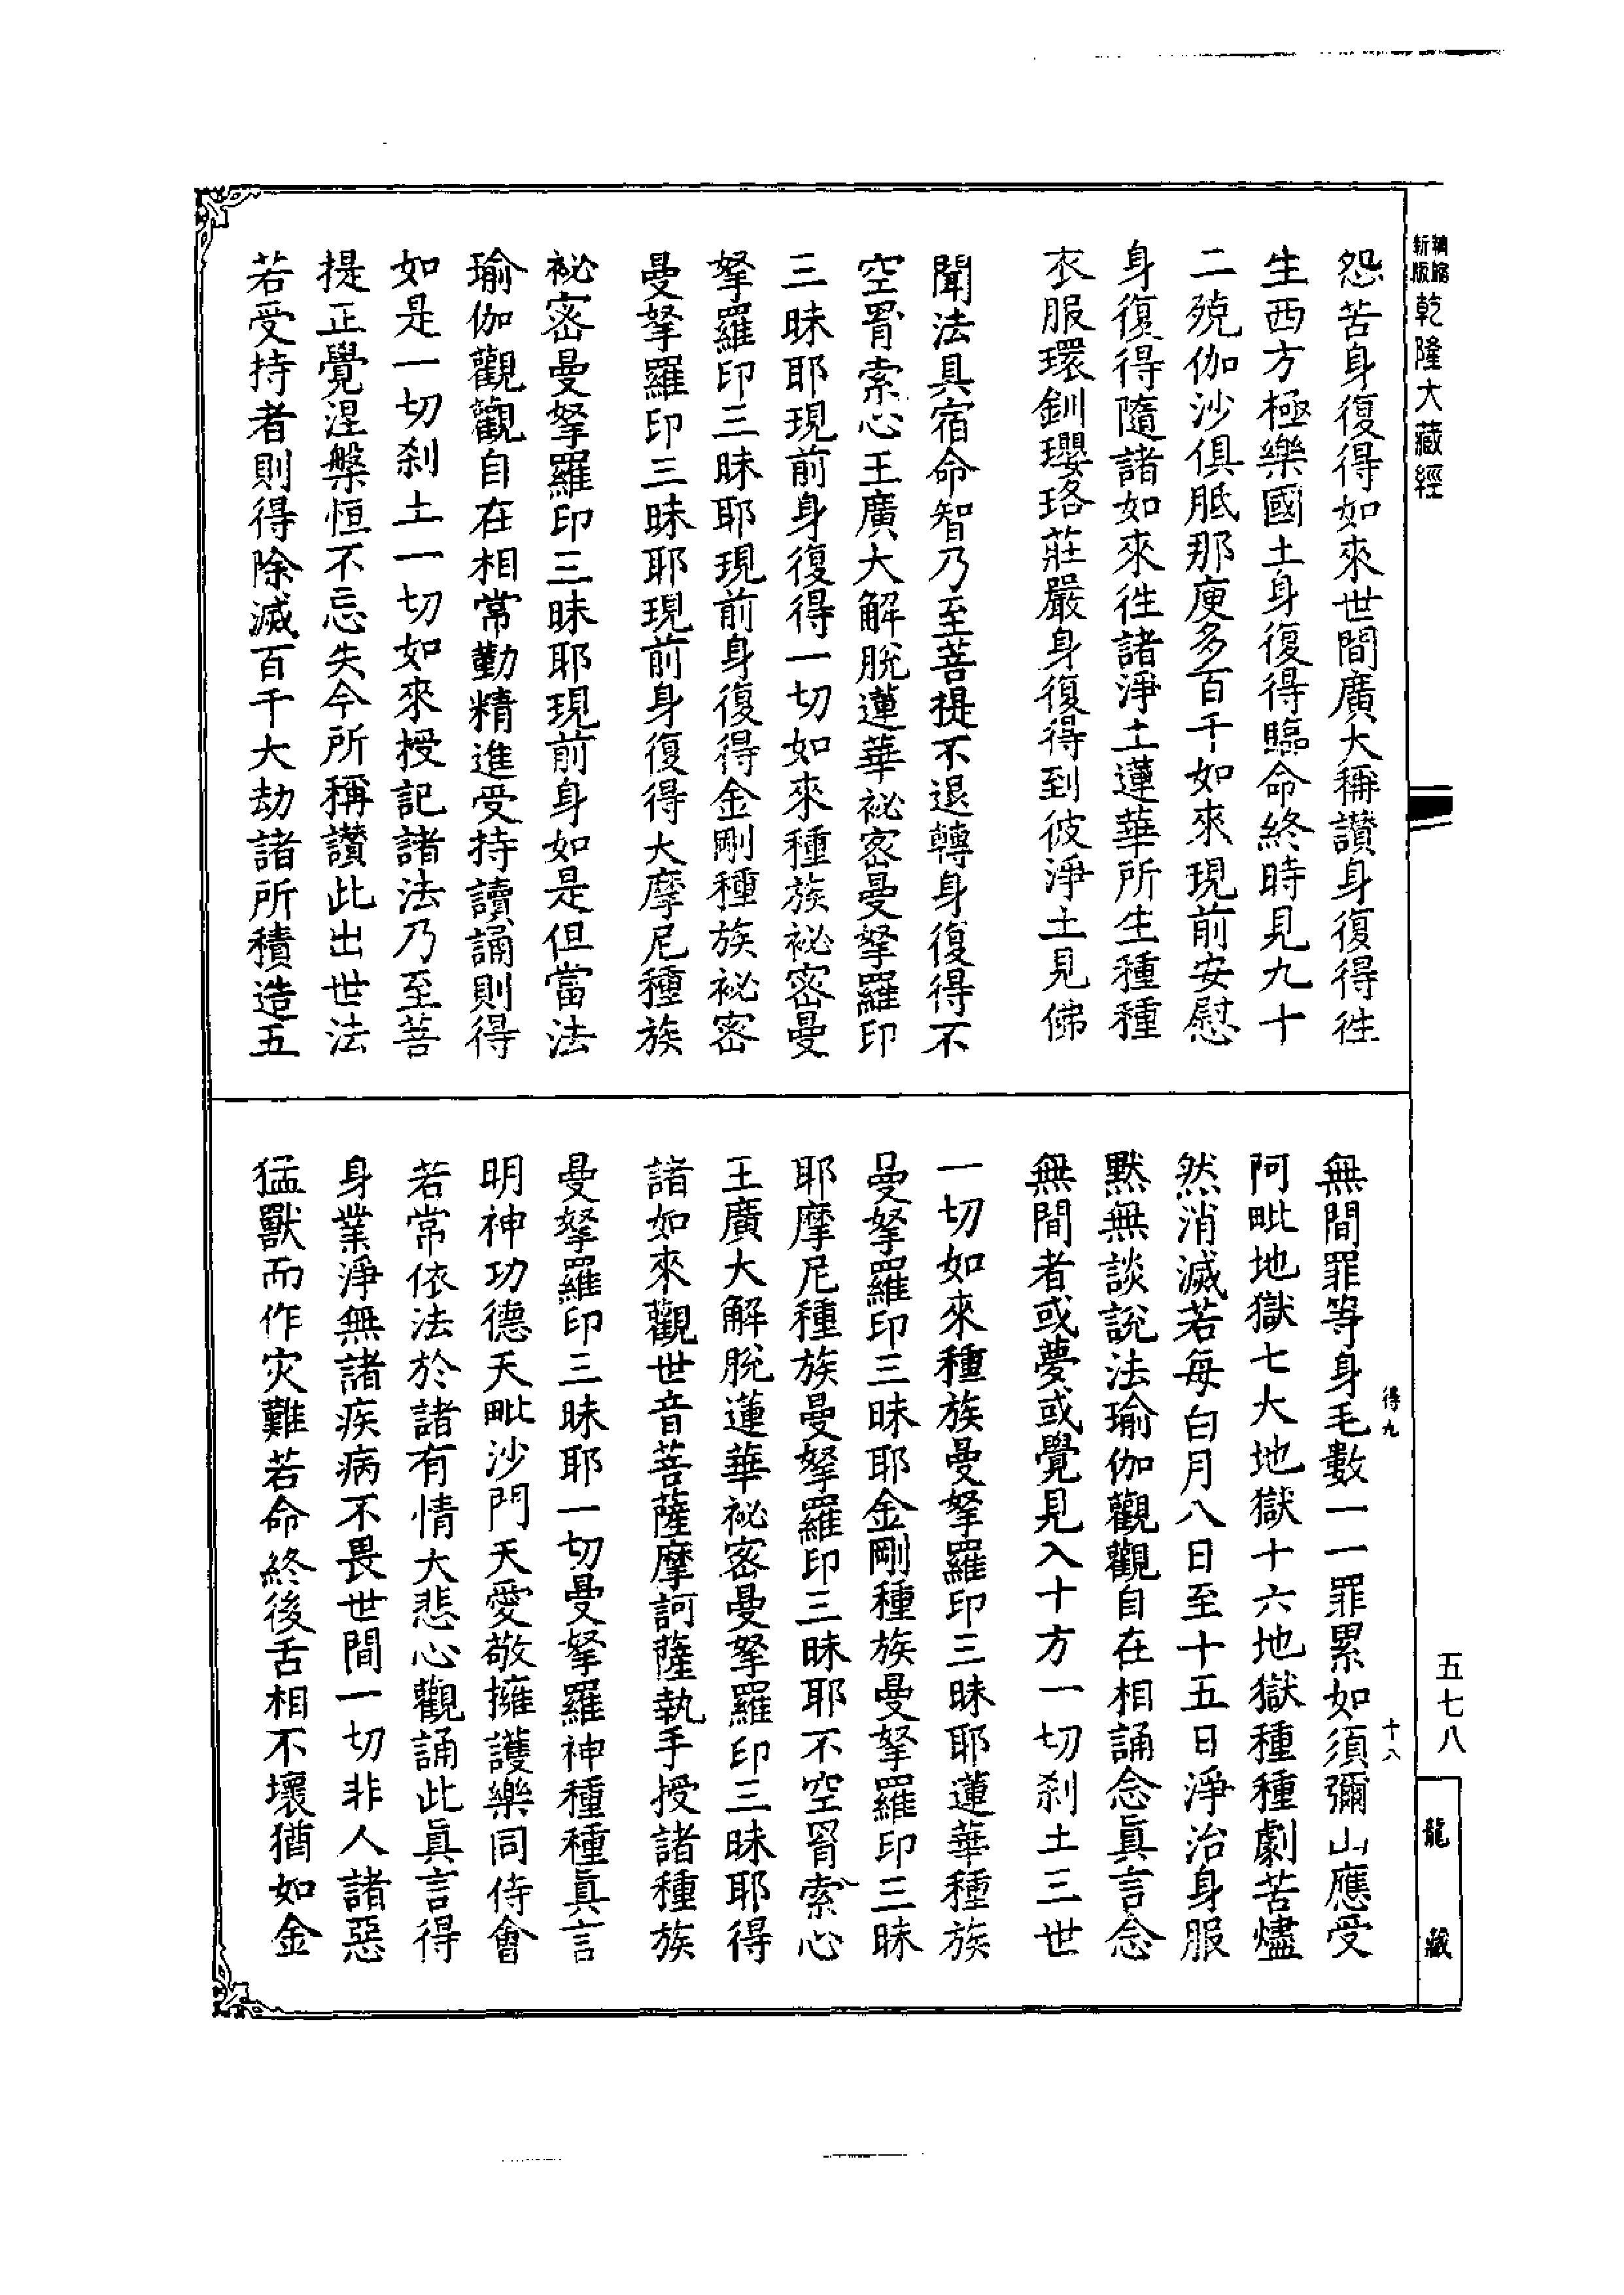 精縮新版乾隆大藏經
怨苦身復得如來世間廣大稱讚身復得徃
生西方極樂國土身復得臨命終時見九十
二殑伽沙俱胝那庾多百千如來現前安慰
身復得隨諸如來徃諸淨土蓮華所生種種
衣服環釧瓔珞莊嚴身復得到彼淨土見佛
聞法具宿命智乃至菩提不退轉身復得不
空罥索心王廣大解脫蓮華祕密曼拏羅印
三昧耶現前身復得一切如來種族祕密曼
拏羅印三昧耶現前身復得金剛種族祕密
曼拏羅印三昧耶現前身復得大摩尼種族
祕密曼拏羅印三昧耶現前身如是但當法
瑜伽觀觀自在相常勤精進受持讀誦則得
如是一切刹土一切如來授記諸法乃至菩
提正覺涅槃恒不忘失今所稱讚此出世法
若受持者則得除滅百千大劫諸所積造五
無間罪等身毛數一一罪累如須彌山應受
阿毗地獄七大地獄十六地獄種種劇苦燼
然消滅若每白月八日至十五日淨治身服
默無談說法瑜伽觀觀自在相誦念眞言念
無間者或夢或覺見入十方一切刹土三世
一切如來種族曼拏羅印三昧耶蓮華種族
曼拏羅印三昧耶金剛種族曼拏羅印三昧
耶摩尼種族曼拏羅印三昧耶不空罥索心
王廣大解脫蓮華祕密曼拏羅印三昧耶得
諸如來觀世音菩薩摩訶薩執手授諸種族
曼拏羅印三昧耶一切曼拏羅神種種眞言
明神功德天毗沙門天愛敬擁護樂同侍會
若常依法於諸有情大悲心觀誦此眞言得
身業淨無諸疾病不畏世間一切非人諸惡
猛獸而作灾難若命終後舌相不壞猶如金
得九
十八
五七八
龍藏